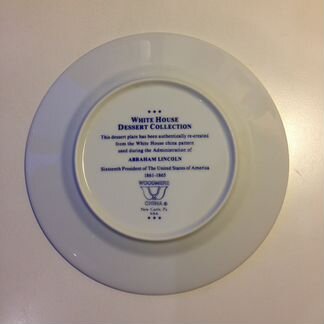 WHITE HOUSE
DESSERT COLLECTION
This dessert plate has been authentically re-created
from the White House china pattern
used during the Administration of
ABRAHAM LINCOLN
Sixteenth President of The United States of America
1861-1865
WOODMERE
CHINA ®
New Castle, Pa.
U.S.A.